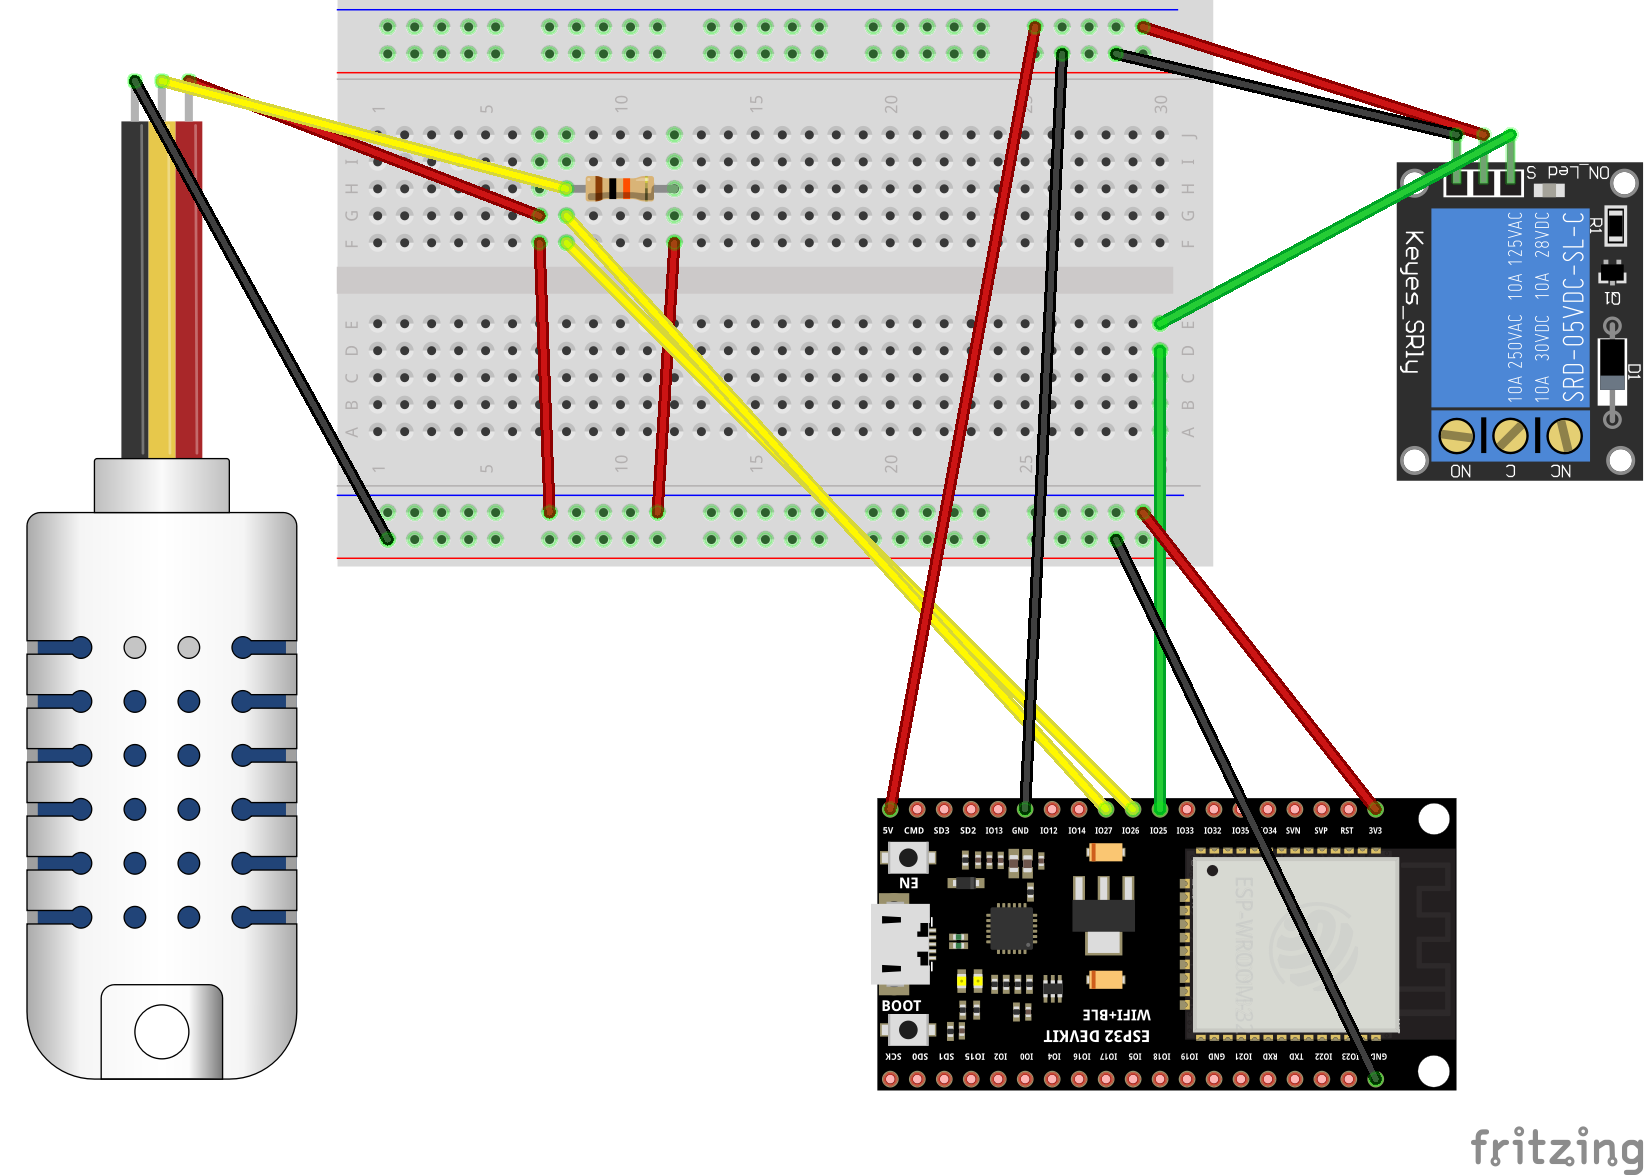 1 5 10 15 20 25 30
J J
I I
H H
G G
F F
E E
D D
C C
B B
A A
1 5 10 15 20 25
S ON_Led
R1
Q1
D1
Keyes_SRly
10A 250VAC 10A 125VAC
10A 30VDC 10A 28VDC
SRD-05VDC-SL-C
NO C NC
5V CMD SD3 SD2 IO13 GND IO12 IO14 IO27 IO26 IO25 IO33 IO32 IO35 IO34 SVN SVP RST 3V3
EN
ESP-WROOM-32
BOOT
WIFI+BLE
ESP32 DEVKIT
SCK SD0 SD1 IO15 IO2 IO0 IO4 IO16 IO17 IO5 IO18 IO19 GND IO21 RXD TXD IO22 IO23 GND
fritzing